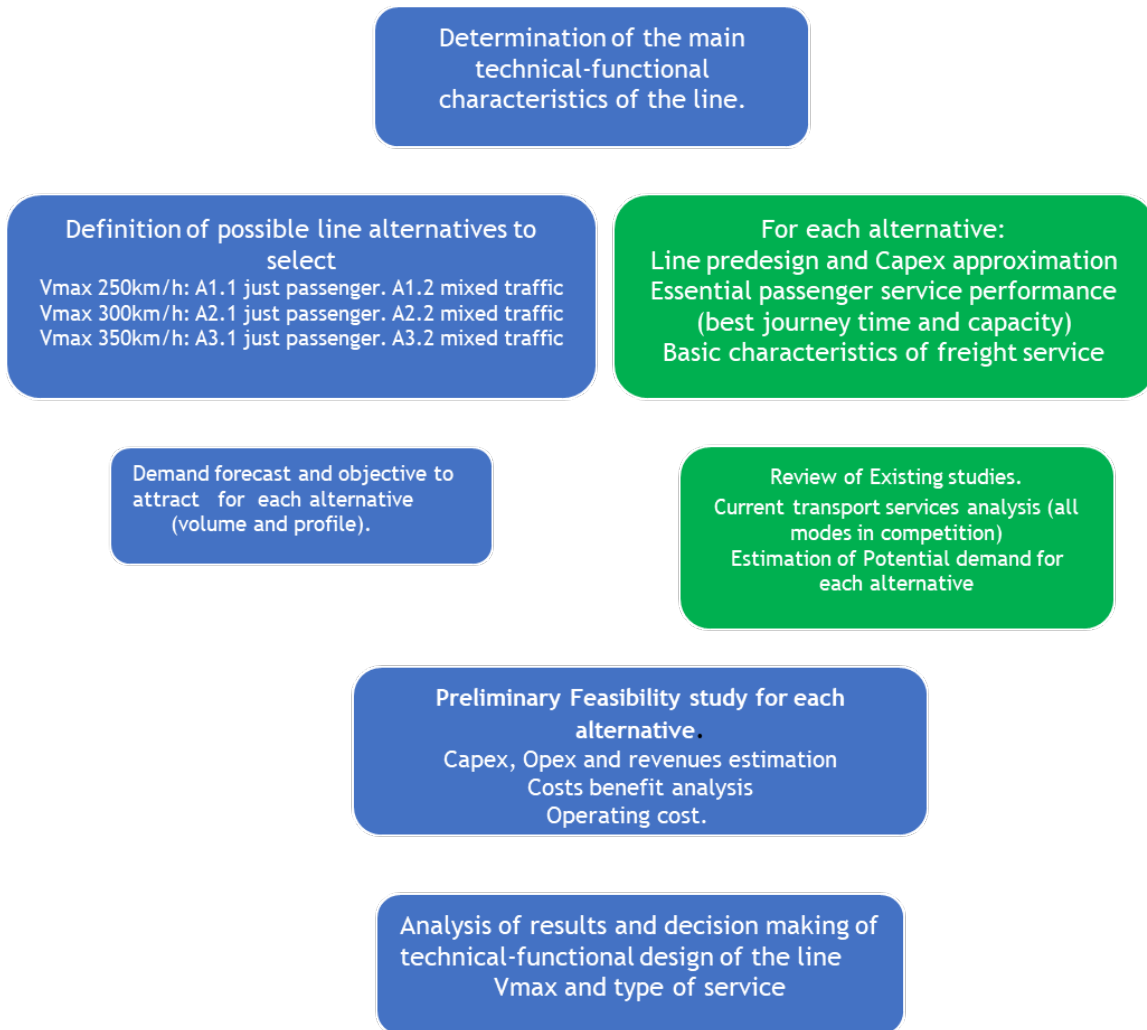 Determination of the main
technical-functional
characteristics of the line.
Definition of possible line alternatives to
select
Vmax 250km/h: A1.1 just passenger. A1.2 mixed traffic
Vmax 300km/h: A2.1 just passenger. A2.2 mixed traffic
Vmax 350km/h: A3.1 just passenger. A3.2 mixed traffic
For each alternative:
Line predesign and Capex approximation
Essential passenger service performance
(best journey time and capacity)
Basic characteristics of freight service
Demand forecast and objective to
attract for each alternative
(volume and profile).
Review of Existing studies.
Current transport services analysis (all
modes in competition)
Estimation of Potential demand for
each alternative
Preliminary Feasibility study for each
alternative.
Capex, Opex and revenues estimation
Costs benefit analysis
Operating cost.
Analysis of results and decision making of
technical-functional design of the line
Vmax and type of service